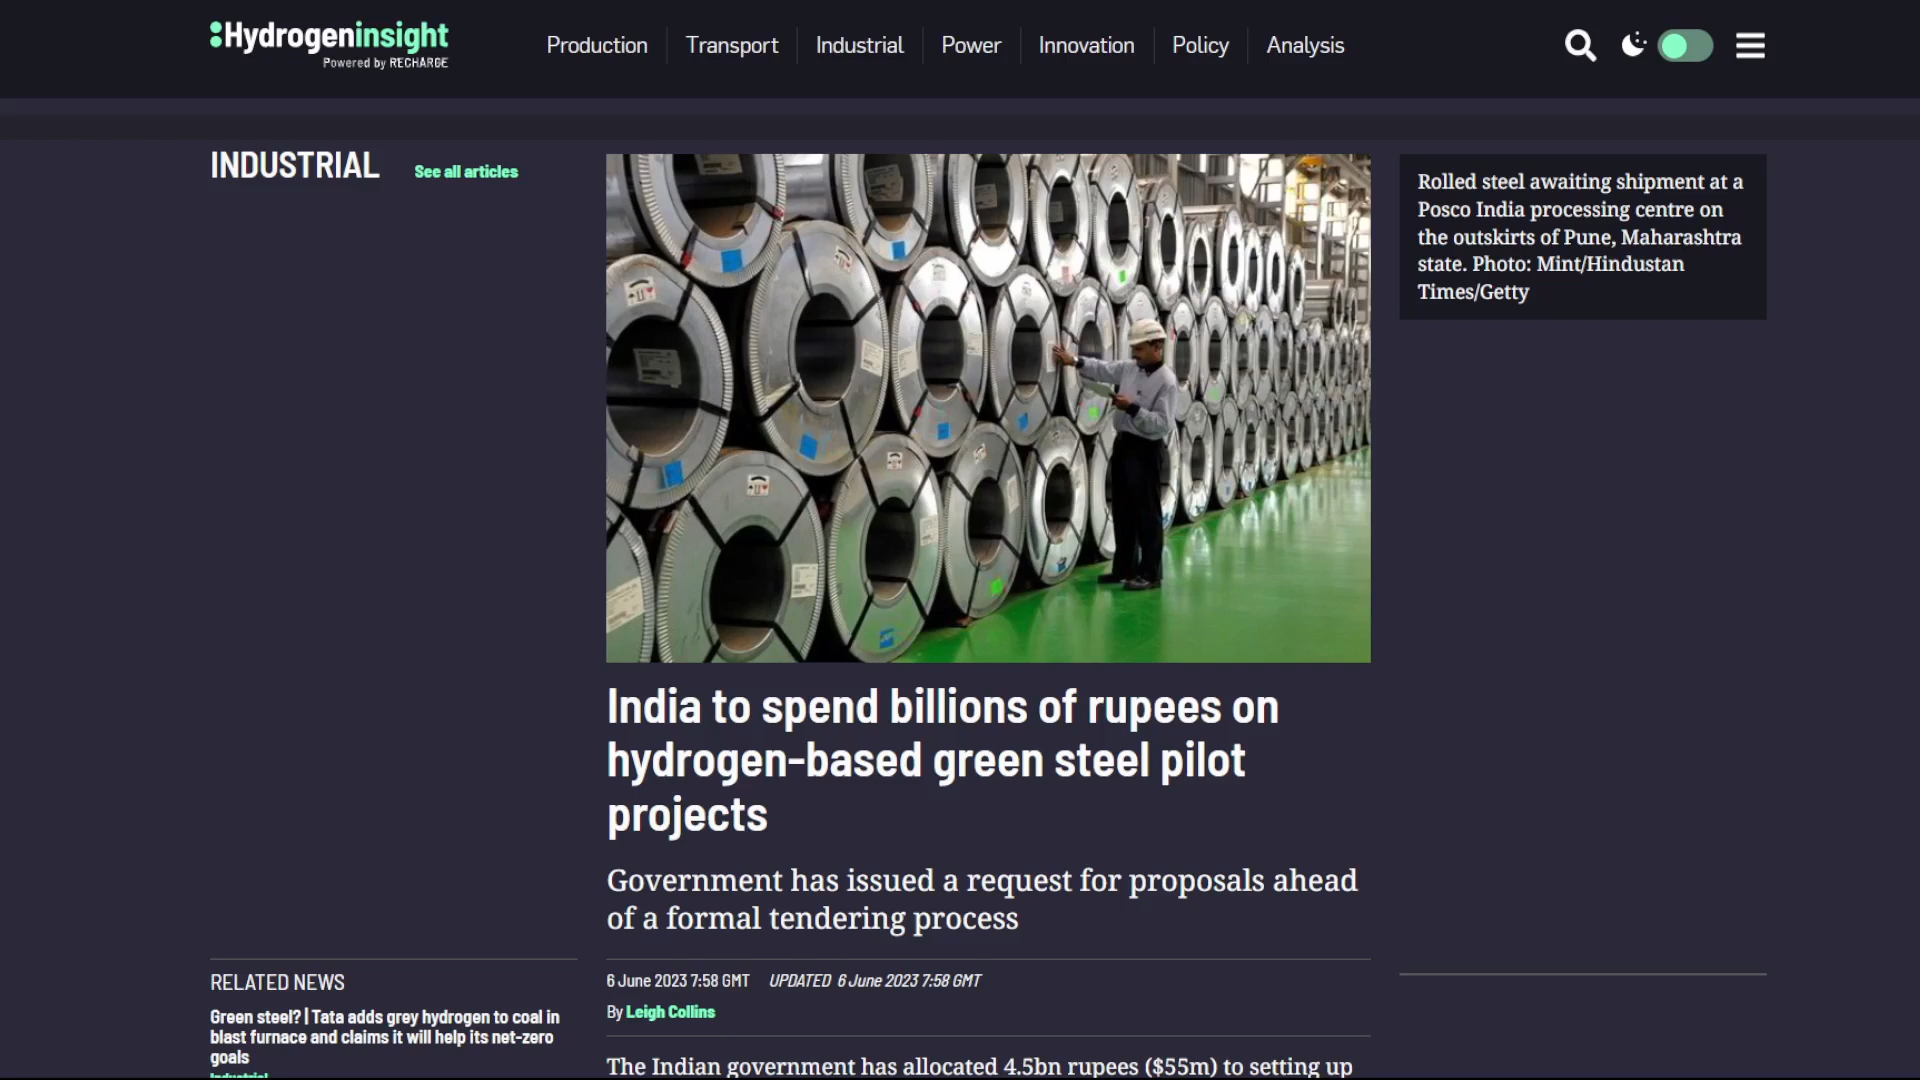 Hydrogeninsight
Powered by RECHARGE
Production
Transport
Industrial
Power
Innovation
Policy
Analysis
INDUSTRIAL
See all articles
Rolled steel awaiting shipment at a
Posco India processing centre on
the outskirts of Pune, Maharashtra
state. Photo: Mint/Hindustan
Times/Getty
India to spend billions of rupees on
hydrogen-based green steel pilot
projects
Government has issued a request for proposals ahead
of a formal tendering process
6 June 2023 7:58 GMT UPDATED 6 June 2023 7:58 GMT
By Leigh Collins
The Indian government has allocated 4.5bn rupees ($55m) to setting up
RELATED NEWS
Green steel? | Tata adds grey hydrogen to coal in
blast furnace and claims it will help its net-zero
goals
Industrial